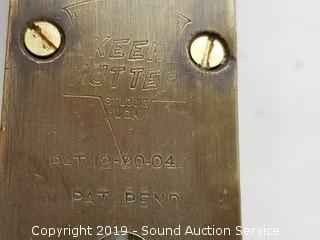 KEEN
KUTTER
ST.LOUIS
U.S.A.
PAT 12-20-04.
PAT. PEND.
Copyright 2019 - Sound Auction Service